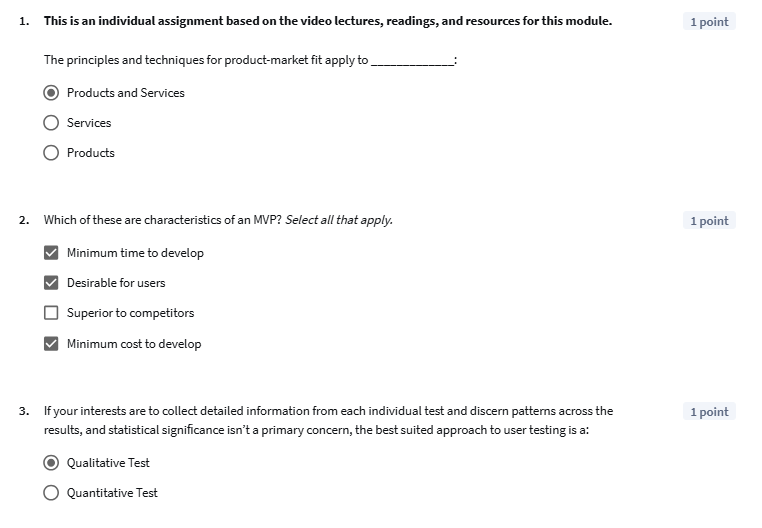 1. This is an individual assignment based on the video lectures, readings, and resources for this module. 1 point
The principles and techniques for product-market fit apply to _____________:
Products and Services
Services
Products
2. Which of these are characteristics of an MVP? Select all that apply. 1 point
Minimum time to develop
Desirable for users
Superior to competitors
Minimum cost to develop
3. If your interests are to collect detailed information from each individual test and discern patterns across the 1 point
results, and statistical significance isn't a primary concern, the best suited approach to user testing is a:
Qualitative Test
Quantitative Test